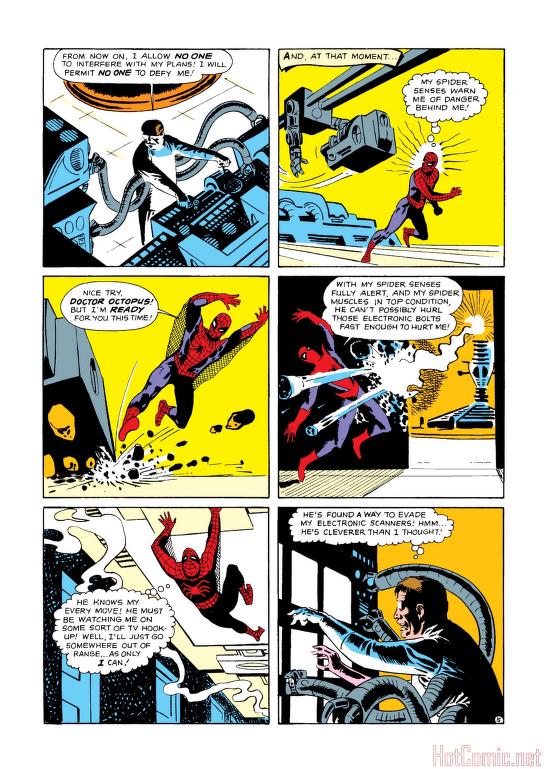 FROM NOW ON, I ALLOW NO ONE
TO INTERFERE WITH MY PLANS! I WILL
PERMIT NO ONE TO DEFY ME!
AND, AT THAT MOMENT...
MY SPIDER
SENSES WARN
ME OF DANGER
BEHIND ME!
NICE TRY,
DOCTOR OCTOPUS!
BUT I'M READY
FOR YOU THIS TIME!
WITH MY SPIDER SENSES
FULLY ALERT, AND MY SPIDER
MUSCLES IN TOP CONDITION,
HE CAN'T POSSIBLY HURL
THOSE ELECTRONIC BOLTS
FAST ENOUGH TO HURT ME!
HE KNOWS MY
EVERY MOVE! HE MUST
BE WATCHING ME ON
SOME SORT OF TV HOOK-
UP! WELL, I'LL JUST GO
SOMEWHERE OUT OF
RANGE...AS ONLY
I CAN!
HE'S FOUND A WAY TO EVADE
MY ELECTRONIC SCANNERS! HMM...
HE'S CLEVERER THAN I THOUGHT!
HotComic.net